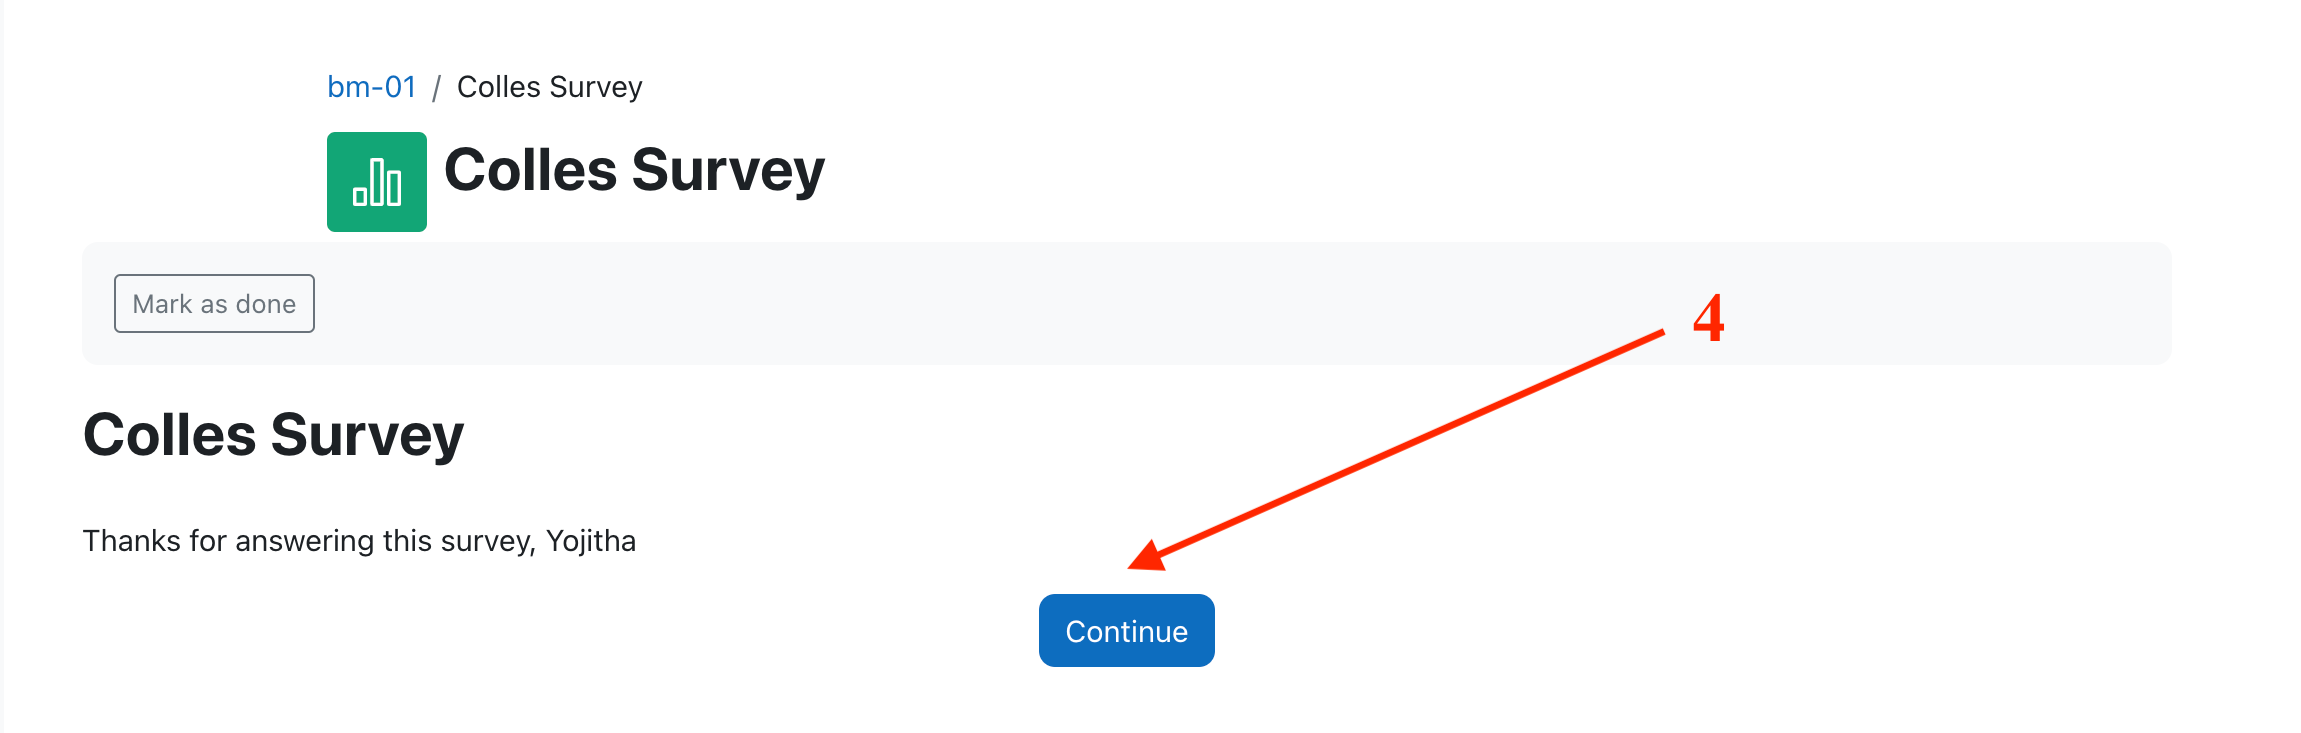 bm-01 / Colles Survey
Colles Survey
Mark as done
4
Colles Survey
Thanks for answering this survey, Yojitha
Continue